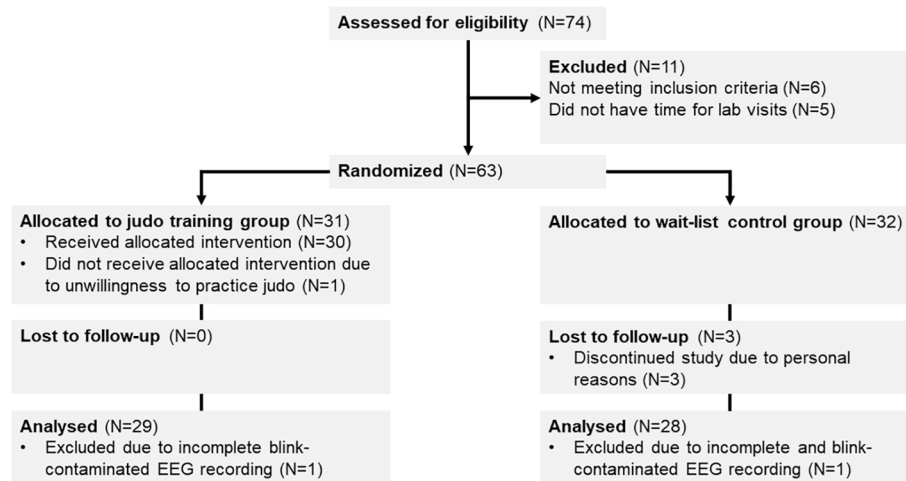 Assessed for eligibility (N=74)
Excluded (N=11)
Not meeting inclusion criteria (N=6)
Did not have time for lab visits (N=5)
Randomized (N=63)
Allocated to judo training group (N=31)
• Received allocated intervention (N=30)
• Did not receive allocated intervention due
to unwillingness to practice judo (N=1)
Allocated to wait-list control group (N=32)
Lost to follow-up (N=0)
Lost to follow-up (N=3)
• Discontinued study due to personal
reasons (N=3)
Analysed (N=29)
• Excluded due to incomplete blink-
contaminated EEG recording (N=1)
Analysed (N=28)
• Excluded due to incomplete and blink-
contaminated EEG recording (N=1)